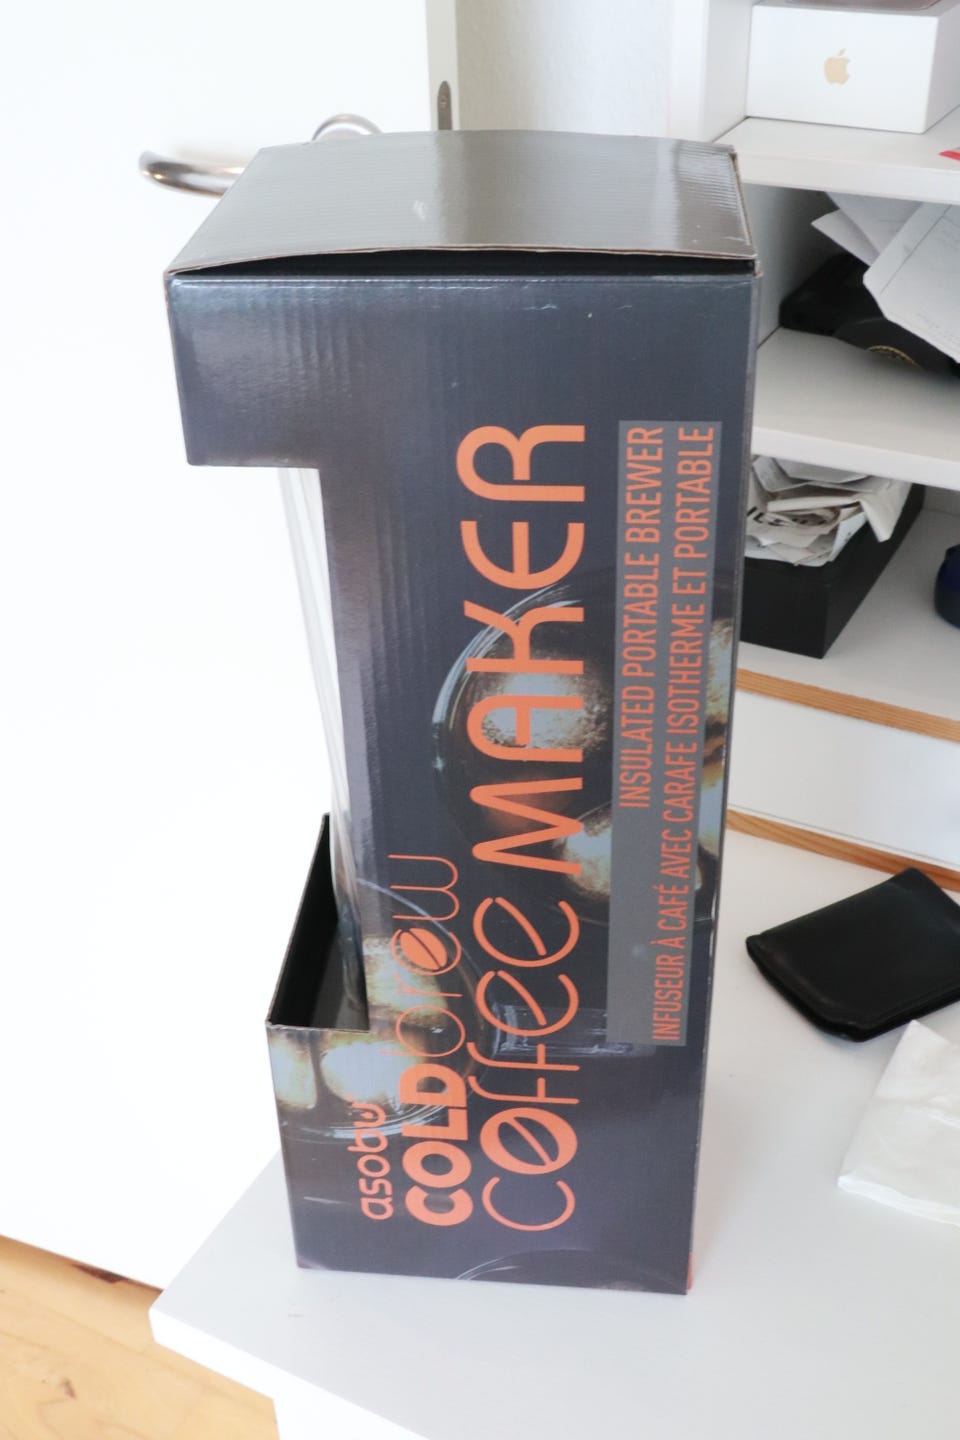 asobu
COLD brew
coffee MAKER
INSULATED PORTABLE BREWER
INFUSEUR À CAFÉ AVEC CARAFE ISOTHERME ET PORTABLE